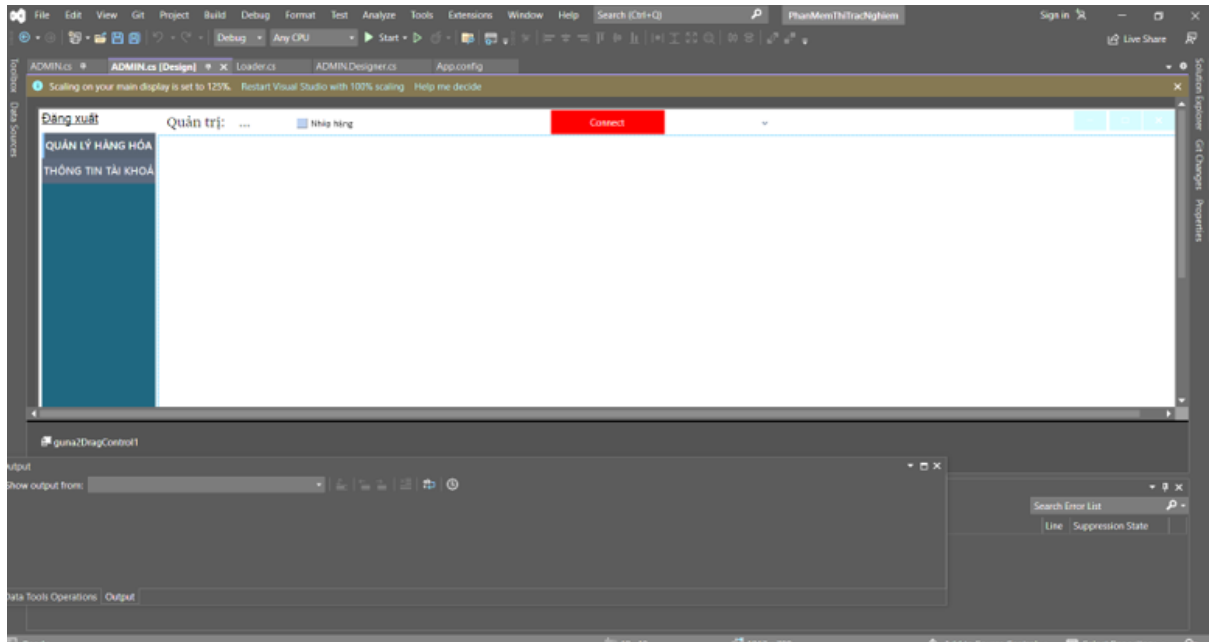 File Edit View Git Project Build Debug Format Test Analyze Tools Extensions Window Help Search (Ctrl+Q) PhanMemThiTracNghiem Sign in
Debug Any CPU Start Live Share
ADMIN.cs ADMIN.cs [Design] Loader.cs ADMIN.Designer.cs App.config
Scaling on your main display is set to 125%. Restart Visual Studio with 100% scaling Help me decide
Đăng xuất Quản trị: ... Nhập hàng Connect
QUẢN LÝ HÀNG HÓA
THÔNG TIN TÀI KHOẢ
Toolbox
Data Sources
Solution Explorer
Git Changes
Properties
guna2DragControl1
utput
Show output from:
Search Error List
Line Suppression State
Data Tools Operations Output